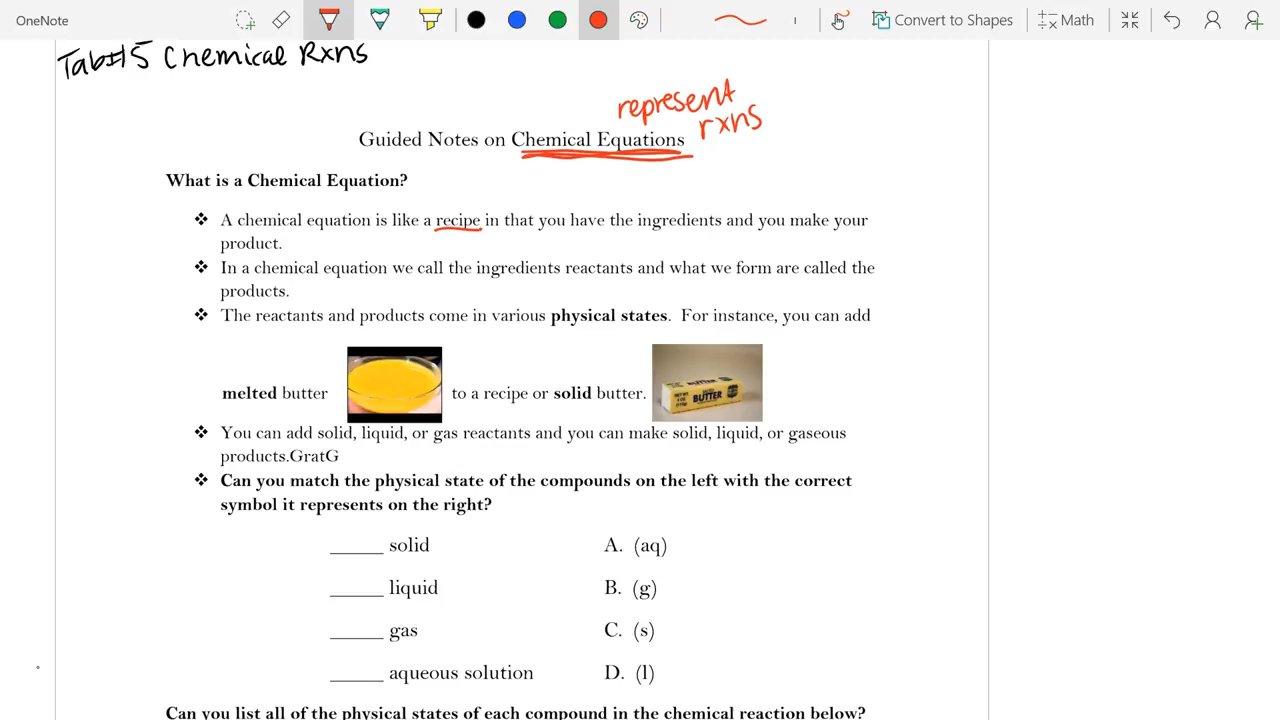 OneNote
Convert to Shapes
Math
Tab#15 Chemical Rxns
represent
rxns
Guided Notes on Chemical Equations
What is a Chemical Equation?
❖ A chemical equation is like a recipe in that you have the ingredients and you make your
product.
❖ In a chemical equation we call the ingredients reactants and what we form are called the
products.
❖ The reactants and products come in various physical states. For instance, you can add
BUTTER
BUTTER
melted butter to a recipe or solid butter.
❖ You can add solid, liquid, or gas reactants and you can make solid, liquid, or gaseous
products.GratG
❖ Can you match the physical state of the compounds on the left with the correct
symbol it represents on the right?
_____ solid A. (aq)
_____ liquid B. (g)
_____ gas C. (s)
_____ aqueous solution D. (l)
Can you list all of the physical states of each compound in the chemical reaction below?